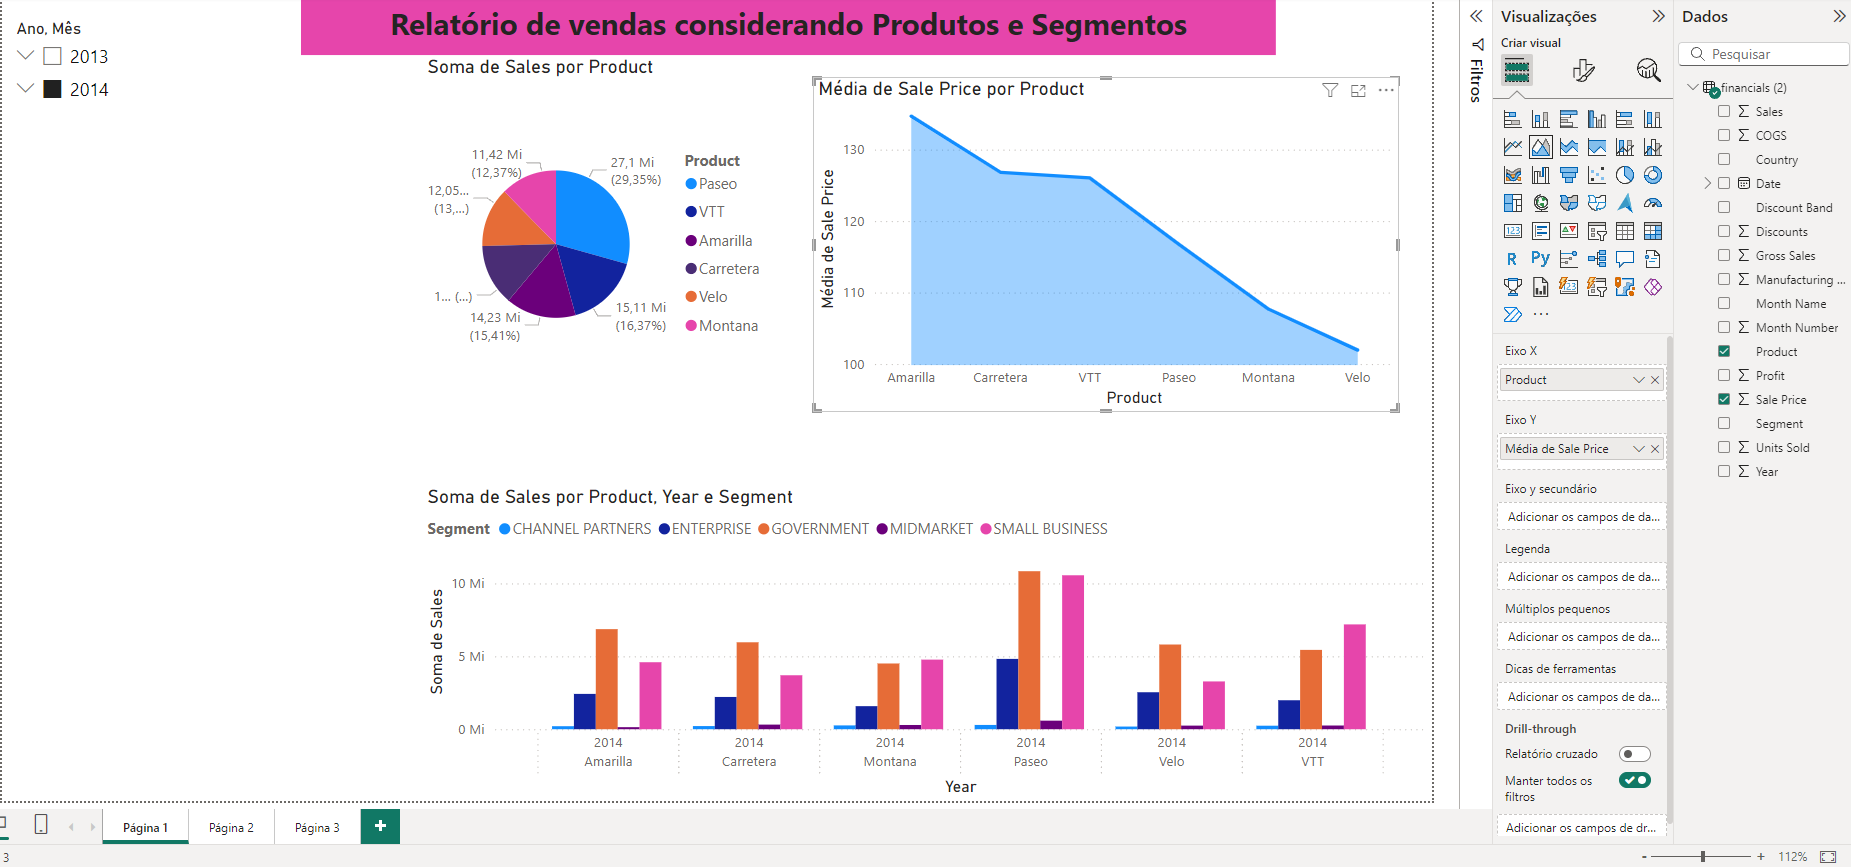 Relatório de vendas considerando Produtos e Segmentos
Ano, Mês
2013
2014
Soma de Sales por Product
11,42 Mi
(12,37%)
27,1 Mi
(29,35%)
12,05...
(13,...)
1... (...)
14,23 Mi
(15,41%)
15,11 Mi
(16,37%)
Product
Paseo
VTT
Amarilla
Carretera
Velo
Montana
Média de Sale Price por Product
Média de Sale Price
130
120
110
100
Amarilla
Carretera
VTT
Paseo
Montana
Velo
Product
Soma de Sales por Product, Year e Segment
Segment CHANNEL PARTNERS ENTERPRISE GOVERNMENT MIDMARKET SMALL BUSINESS
Soma de Sales
10 Mi
5 Mi
0 Mi
2014 2014 2014 2014 2014 2014
Amarilla Carretera Montana Paseo Velo VTT
Year
Página 1
Página 2
Página 3
+
3
Filtros
Visualizações
Criar visual
123
R
Py
123
...
Eixo X
Product
Eixo Y
Média de Sale Price
Eixo y secundário
Adicionar os campos de da...
Legenda
Adicionar os campos de da...
Múltiplos pequenos
Adicionar os campos de da...
Dicas de ferramentas
Adicionar os campos de da...
Drill-through
Relatório cruzado
Manter todos os
filtros
Adicionar os campos de dr...
Dados
Pesquisar
financials (2)
Sales
COGS
Country
Date
Discount Band
Discounts
Gross Sales
Manufacturing ...
Month Name
Month Number
Product
Profit
Sale Price
Segment
Units Sold
Year
- + 112%